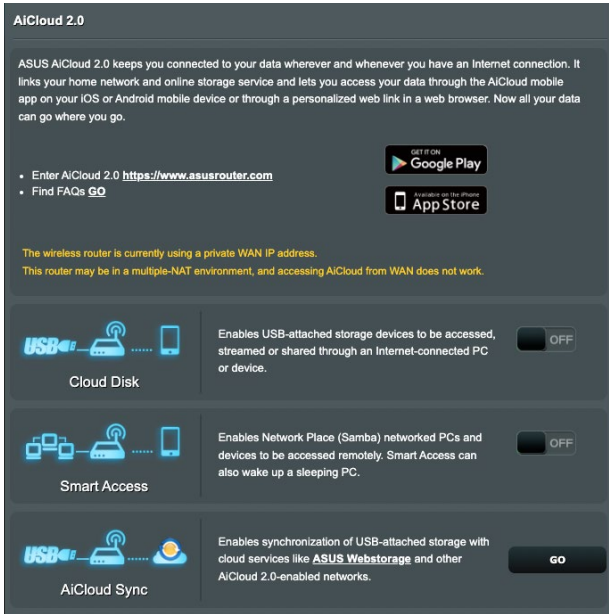 AiCloud 2.0
ASUS AiCloud 2.0 keeps you connected to your data wherever and whenever you have an Internet connection. It
links your home network and online storage service and lets you access your data through the AiCloud mobile
app on your iOS or Android mobile device or through a personalized web link in a web browser. Now all your data
can go where you go.
GET IT ON
Google Play
• Enter AiCloud 2.0 https://www.asusrouter.com
• Find FAQs GO
Available on the iPhone
App Store
The wireless router is currently using a private WAN IP address.
This router may be in a multiple-NAT environment, and accessing AiCloud from WAN does not work.
USB
Cloud Disk
Enables USB-attached storage devices to be accessed,
streamed or shared through an Internet-connected PC
or device.
OFF
Smart Access
Enables Network Place (Samba) networked PCs and
devices to be accessed remotely. Smart Access can
also wake up a sleeping PC.
OFF
USB
AiCloud Sync
Enables synchronization of USB-attached storage with
cloud services like ASUS Webstorage and other
AiCloud 2.0-enabled networks.
GO